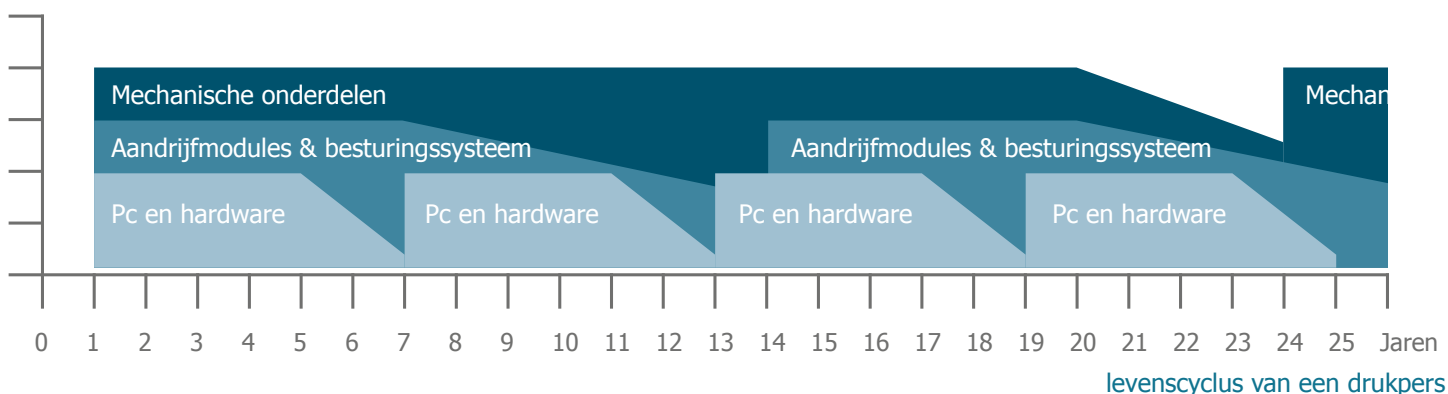 Mechanische onderdelen
Mechan
Aandrijfmodules & besturingssysteem
Aandrijfmodules & besturingssysteem
Pc en hardware
Pc en hardware
Pc en hardware
Pc en hardware
0 1 2 3 4 5 6 7 8 9 10 11 12 13 14 15 16 17 18 19 20 21 22 23 24 25 Jaren
levenscyclus van een drukpers